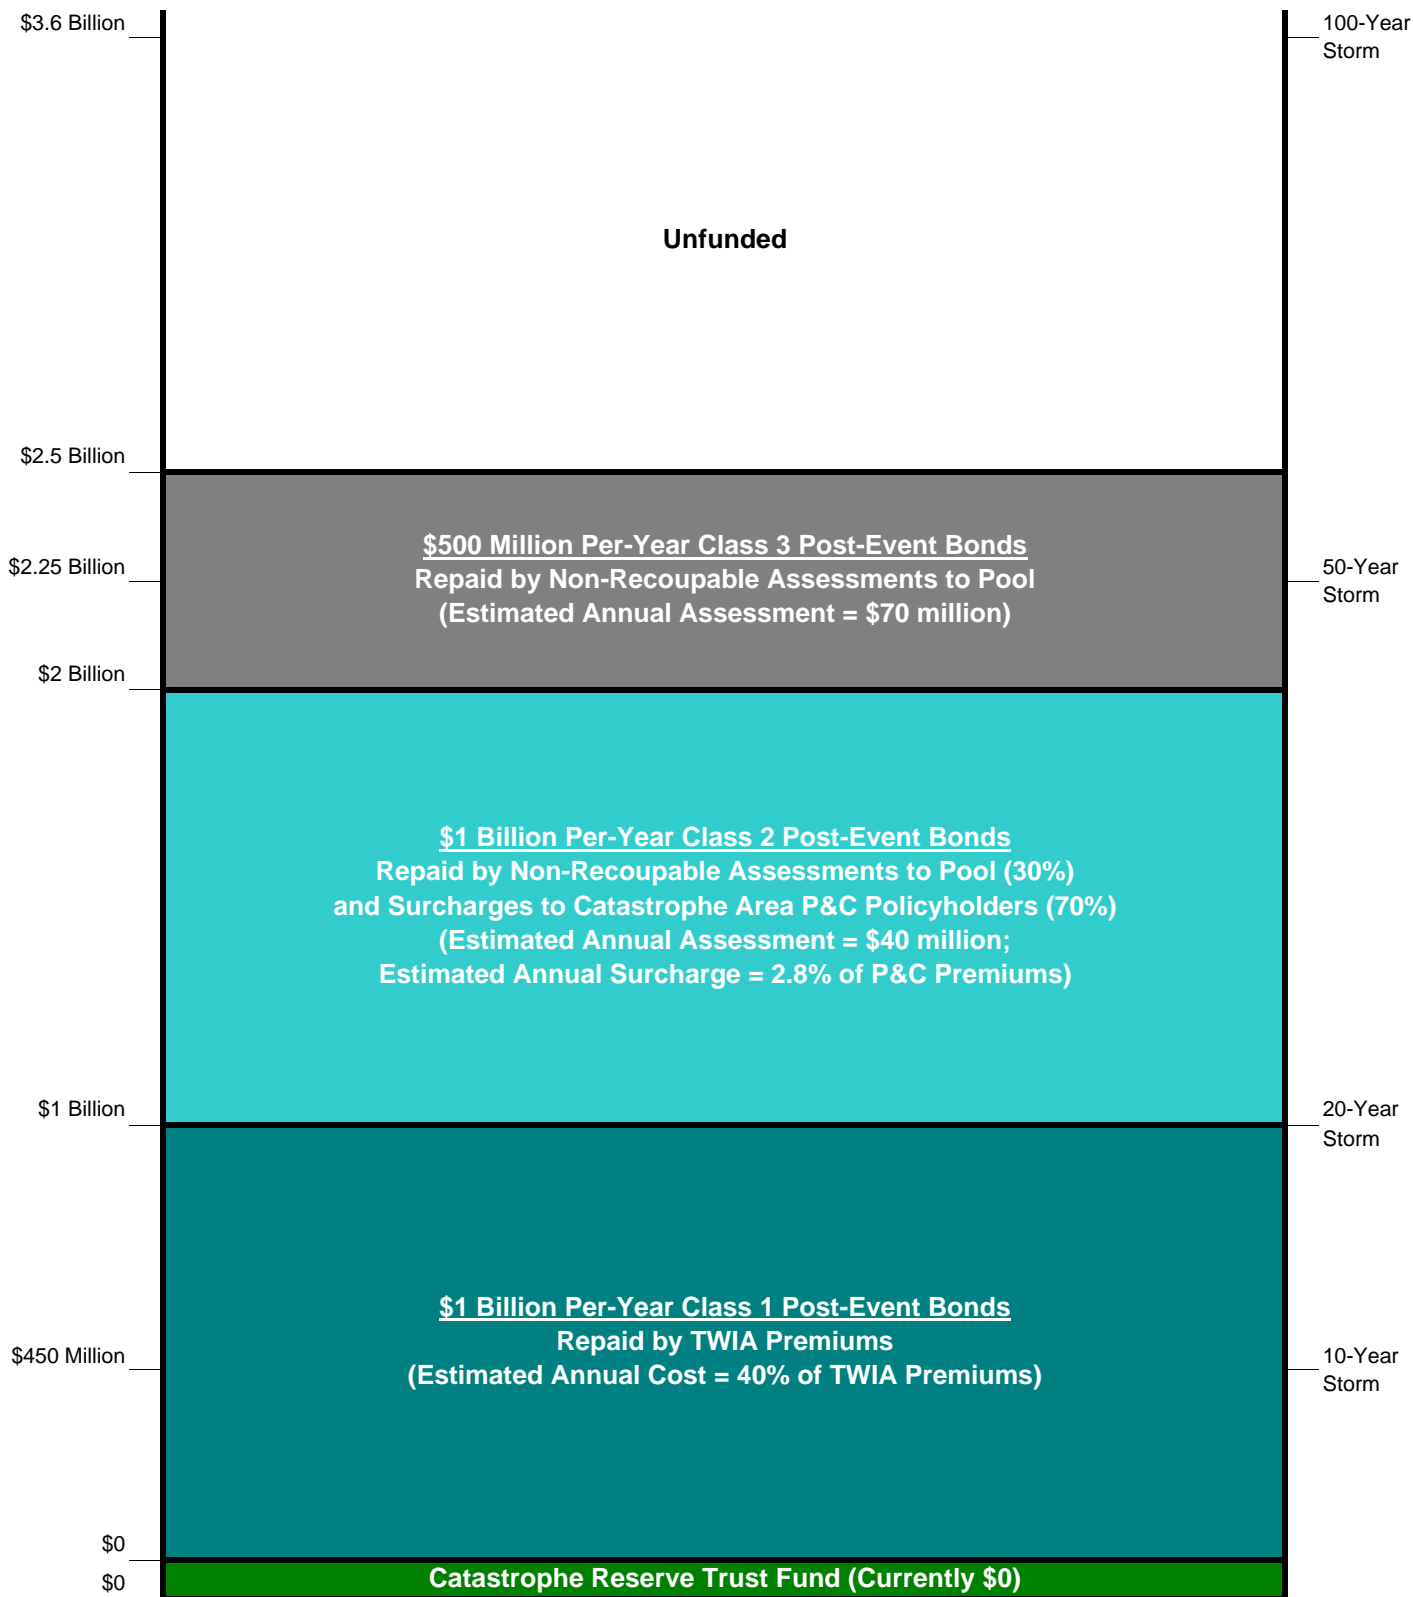 $3.6 Billion
100-Year
Storm
Unfunded
$2.5 Billion
$500 Million Per-Year Class 3 Post-Event Bonds
Repaid by Non-Recoupable Assessments to Pool
(Estimated Annual Assessment = $70 million)
$2.25 Billion
50-Year
Storm
$2 Billion
$1 Billion Per-Year Class 2 Post-Event Bonds
Repaid by Non-Recoupable Assessments to Pool (30%)
and Surcharges to Catastrophe Area P&C Policyholders (70%)
(Estimated Annual Assessment = $40 million;
Estimated Annual Surcharge = 2.8% of P&C Premiums)
$1 Billion
20-Year
Storm
$1 Billion Per-Year Class 1 Post-Event Bonds
Repaid by TWIA Premiums
(Estimated Annual Cost = 40% of TWIA Premiums)
$450 Million
10-Year
Storm
$0
$0
Catastrophe Reserve Trust Fund (Currently $0)